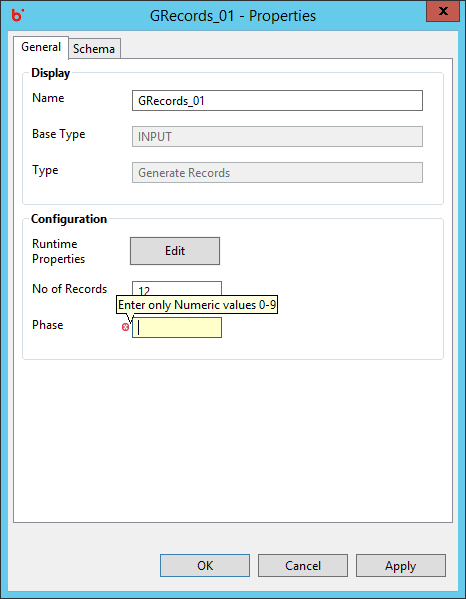 GRecords_01 - Properties
General
Schema
Display
Name
GRecords_01
Base Type
INPUT
Type
Generate Records
Configuration
Runtime
Properties
Edit
No of Records
12
Enter only Numeric values 0-9
Phase
OK
Cancel
Apply